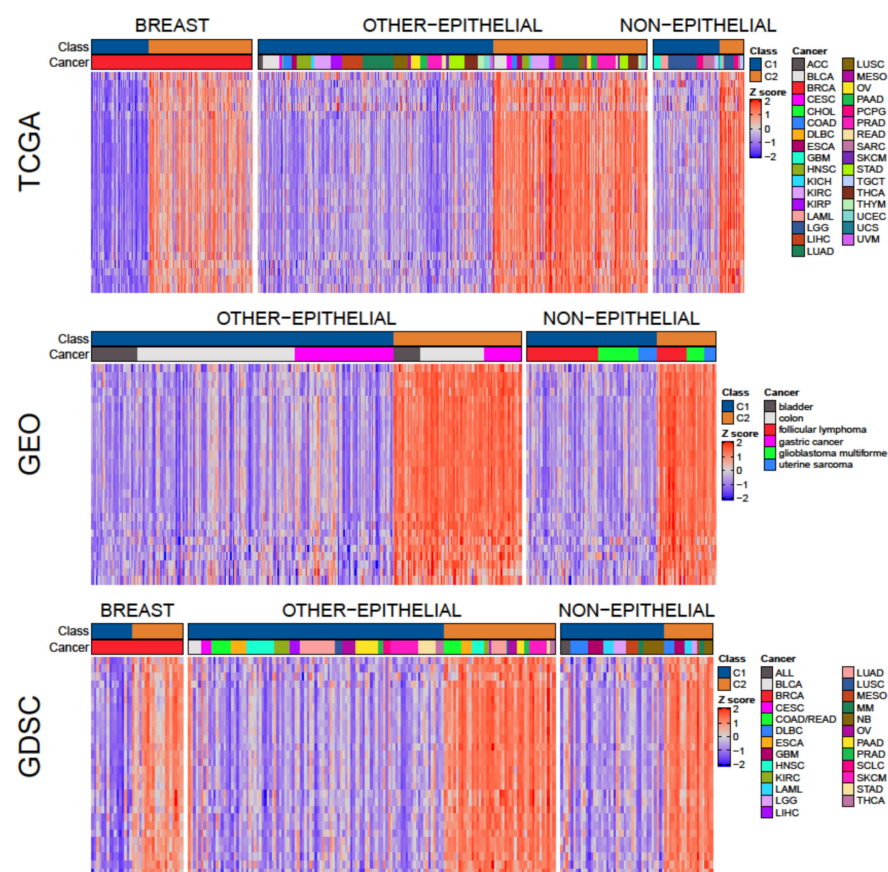 BREAST OTHER-EPITHELIAL NON-EPITHELIAL
Class
Cancer
TCGA
Class
C1
C2
Z score
2
1
0
−1
−2
Cancer
ACC
BLCA
BRCA
CESC
CHOL
COAD
DLBC
ESCA
GBM
HNSC
KICH
KIRC
KIRP
LAML
LGG
LIHC
LUAD
LUSC
MESO
OV
PAAD
PCPG
PRAD
READ
SARC
SKCM
STAD
TGCT
THCA
THYM
UCEC
UCS
UVM
OTHER-EPITHELIAL NON-EPITHELIAL
Class
Cancer
GEO
Class
C1
C2
Z score
2
1
0
−1
−2
Cancer
bladder
colon
follicular lymphoma
gastric cancer
glioblastoma multiforme
uterine sarcoma
BREAST OTHER-EPITHELIAL NON-EPITHELIAL
Class
Cancer
GDSC
Class
C1
C2
Z score
2
1
0
−1
−2
Cancer
ALL
BLCA
BRCA
CESC
COAD/READ
DLBC
ESCA
GBM
HNSC
KIRC
LAML
LGG
LIHC
LUAD
LUSC
MESO
MM
NB
OV
PAAD
PRAD
SCLC
SKCM
STAD
THCA